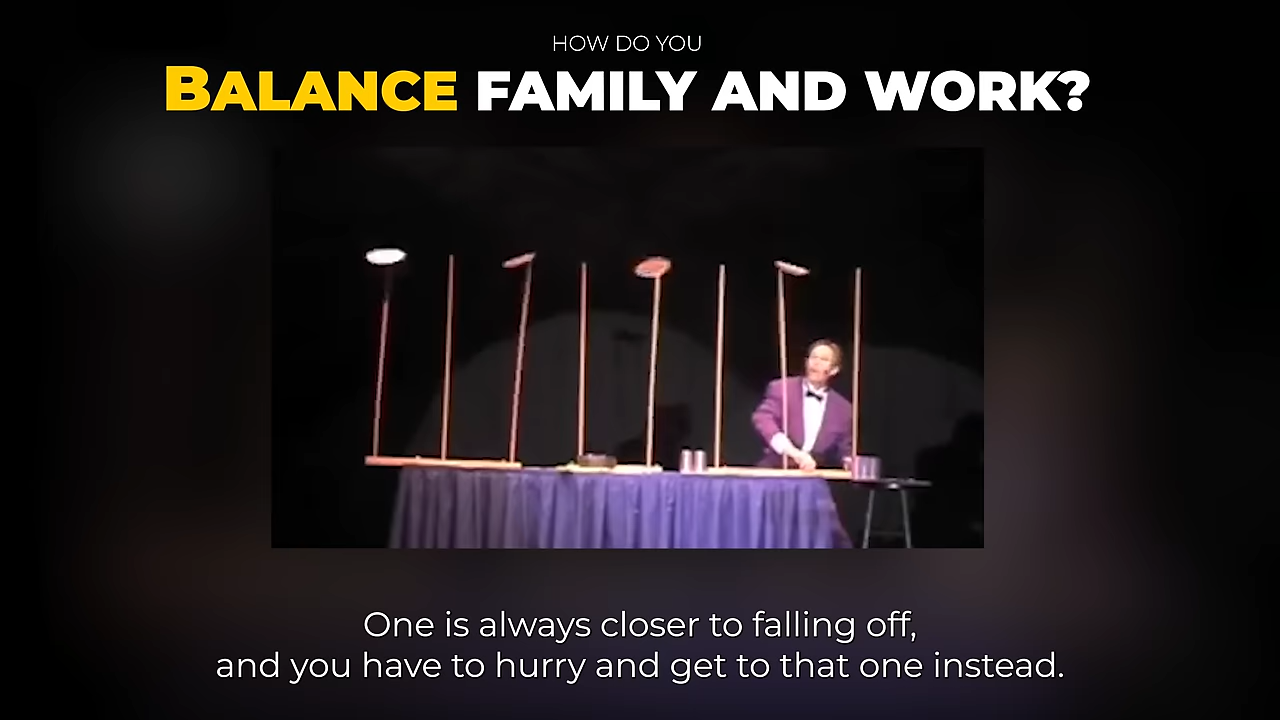 HOW DO YOU
BALANCE FAMILY AND WORK?
One is always closer to falling off,
and you have to hurry and get to that one instead.